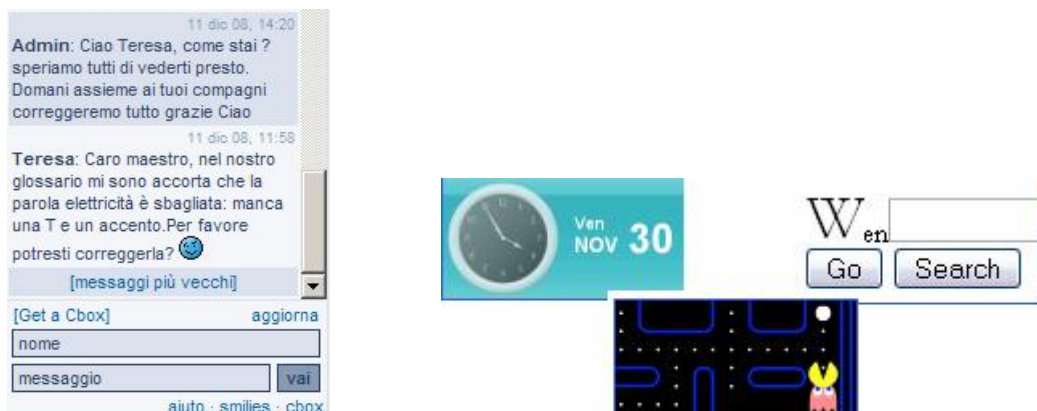 11 dic 08, 14:20
Admin: Ciao Teresa, come stai ?
speriamo tutti di vederti presto.
Domani assieme ai tuoi compagni
correggeremo tutto grazie Ciao
11 dic 08, 11:58
Teresa: Caro maestro, nel nostro
glossario mi sono accorta che la
parola elettricità è sbagliata: manca
una T e un accento.Per favore
potresti correggerla?
[messaggi più vecchi]
[Get a Cbox] aggiorna
nome
messaggio vai
aiuto · smilies · cbox
Ven
NOV 30
W en
Go Search